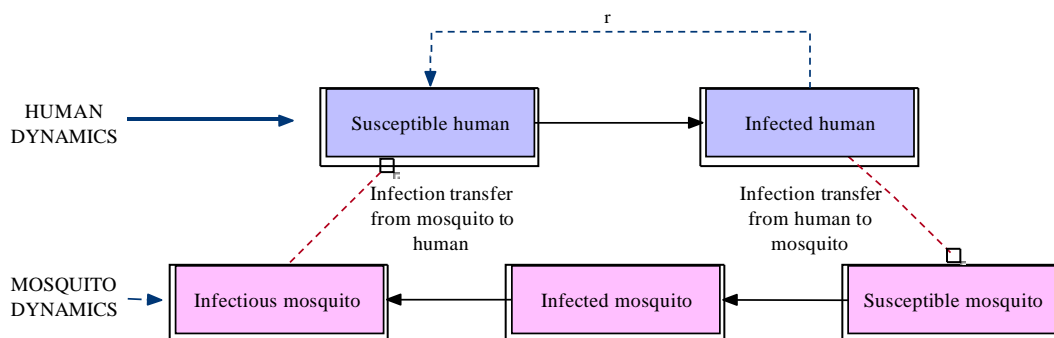 r
HUMAN
DYNAMICS
Susceptible human
Infected human
Infection transfer
from mosquito to
human
Infection transfer
from human to
mosquito
MOSQUITO
DYNAMICS
Infectious mosquito
Infected mosquito
Susceptible mosquito